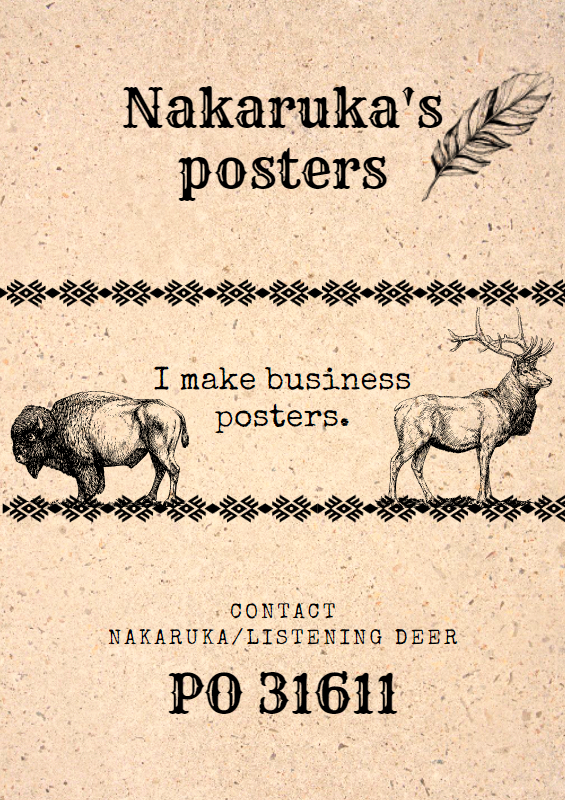 Nakaruka's
posters
I make business
posters.
CONTACT
NAKARUKA/LISTENING DEER
PO 31611